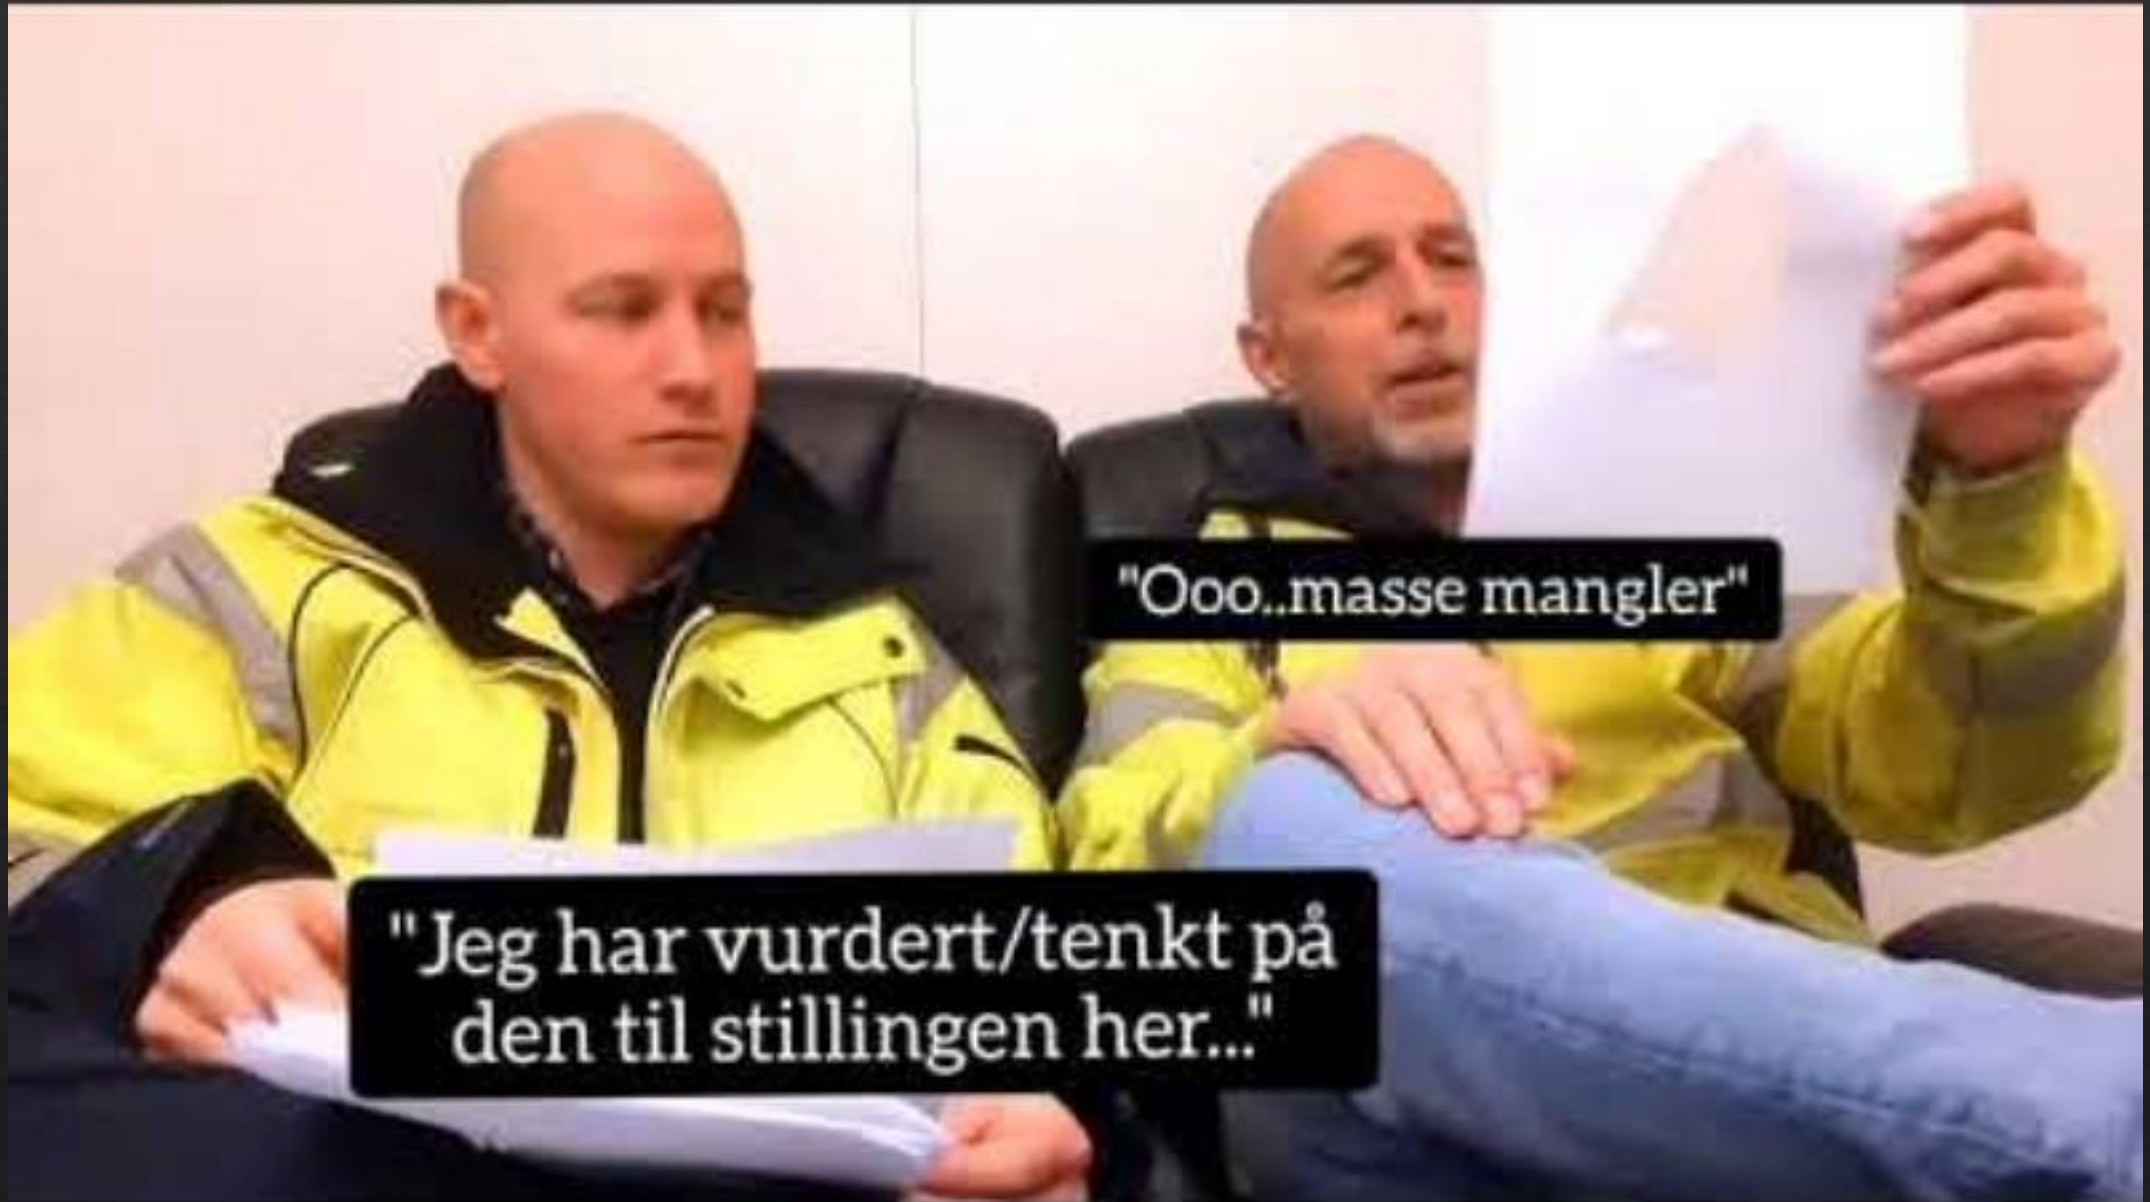 "Ooo..masse mangler"
"Jeg har vurdert/tenkt på
den til stillingen her..."